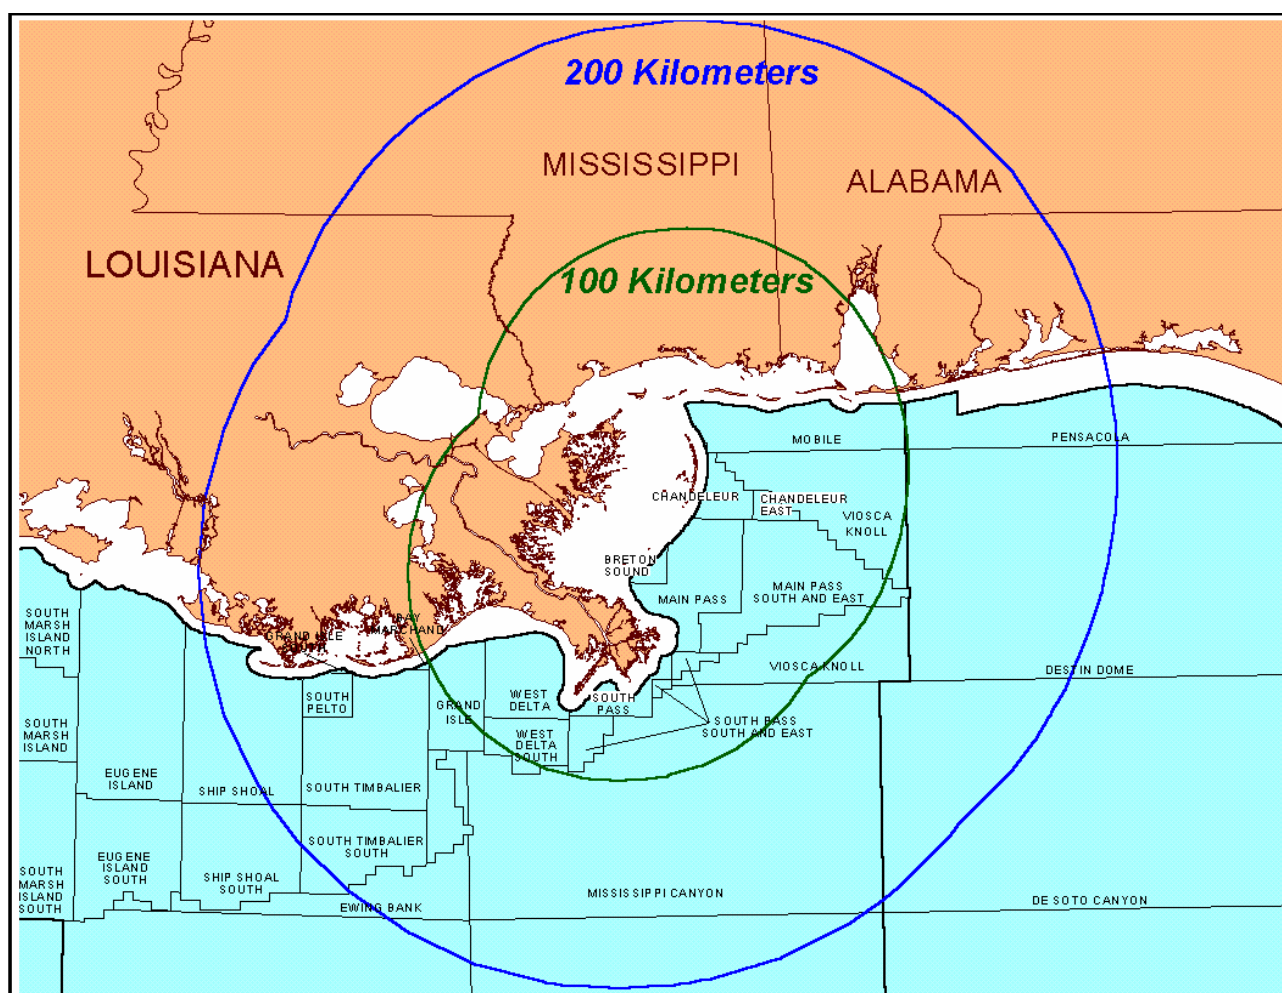 200 Kilometers
MISSISSIPPI
ALABAMA
LOUISIANA
100 Kilometers
MOBILE
PENSACOLA
CHANDELEUR
CHANDELEUR
EAST
VIOSCA
KNOLL
BRETON
SOUND
MAIN PASS
MAIN PASS
SOUTH AND EAST
SOUTH
MARSH
ISLAND
NORTH
GRAND ISLE
SOUTH
BAY
MARCHAND
VIOSCA KNOLL
DESTIN DOME
SOUTH
PELTO
GRAND
ISLE
WEST
DELTA
SOUTH
PASS
SOUTH PASS
SOUTH AND EAST
SOUTH
MARSH
ISLAND
WEST
DELTA
SOUTH
EUGENE
ISLAND
SHIP SHOAL
SOUTH TIMBALIER
SOUTH TIMBALIER
SOUTH
EUGENE
ISLAND
SOUTH
SHIP SHOAL
SOUTH
SOUTH
MARSH
ISLAND
SOUTH
EWING BANK
MISSISSIPPI CANYON
DE SOTO CANYON